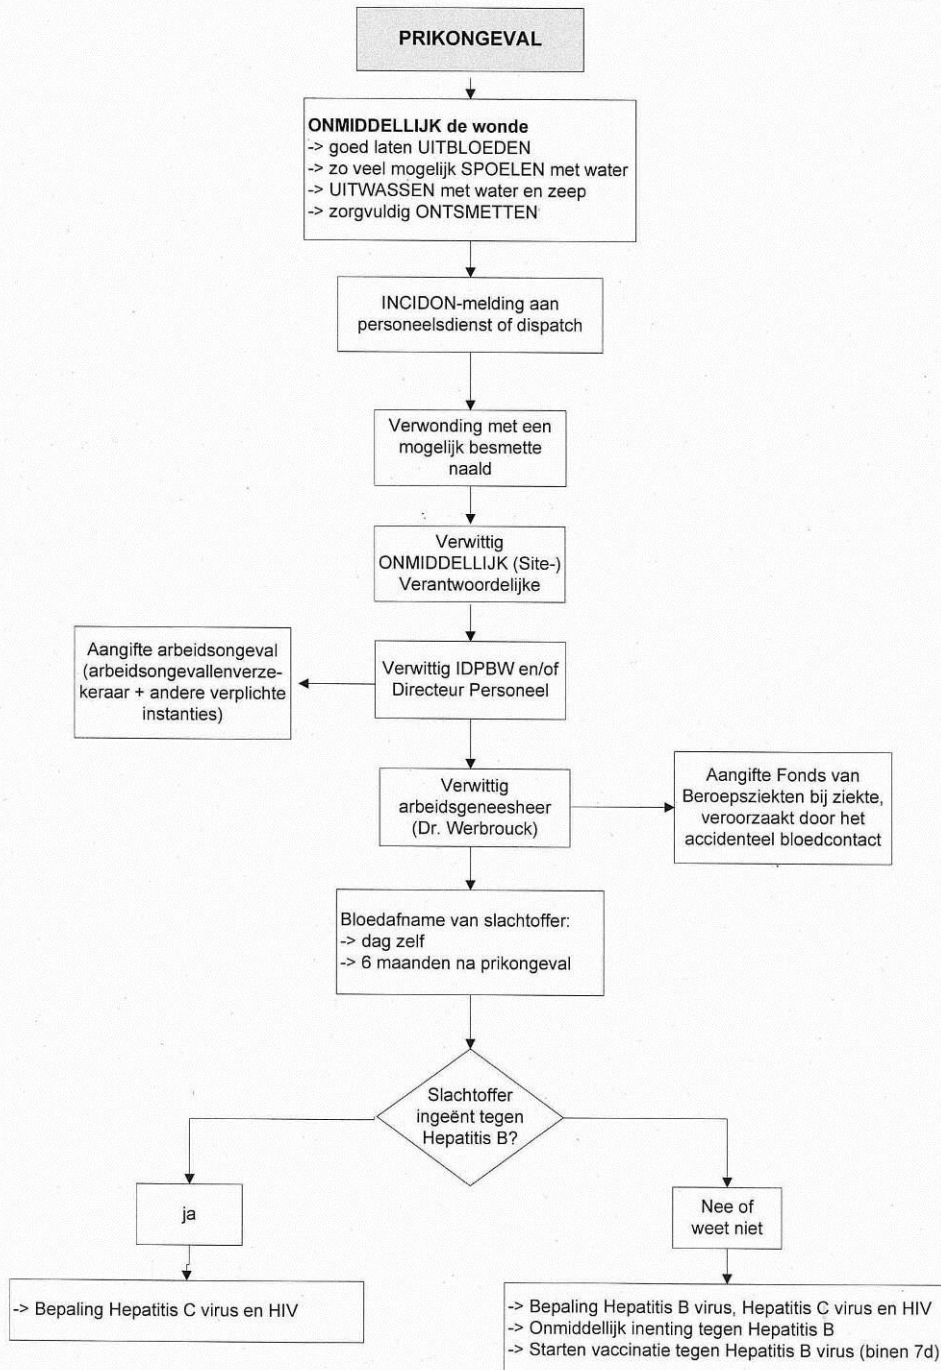 PRIKONGEVAL
ONMIDDELLIJK de wonde
-> goed laten UITBLOEDEN
-> zo veel mogelijk SPOELEN met water
-> UITWASSEN met water en zeep
-> zorgvuldig ONTSMETTEN
INCIDON-melding aan
personeelsdienst of dispatch
Verwonding met een
mogelijk besmette
naald
Verwittig
ONMIDDELLIJK (Site-)
Verantwoordelijke
Verwittig IDPBW en/of
Directeur Personeel
Aangifte arbeidsongeval
(arbeidsongevallenverze-
keraar + andere verplichte
instanties)
Verwittig
arbeidsgeneesheer
(Dr. Werbrouck)
Aangifte Fonds van
Beroepsziekten bij ziekte,
veroorzaakt door het
accidenteel bloedcontact
Bloedafname van slachtoffer:
-> dag zelf
-> 6 maanden na prikongeval
Slachtoffer
ingeënt tegen
Hepatitis B?
ja
-> Bepaling Hepatitis C virus en HIV
Nee of
weet niet
-> Bepaling Hepatitis B virus, Hepatitis C virus en HIV
-> Onmiddellijk inenting tegen Hepatitis B
-> Starten vaccinatie tegen Hepatitis B virus (binen 7d)